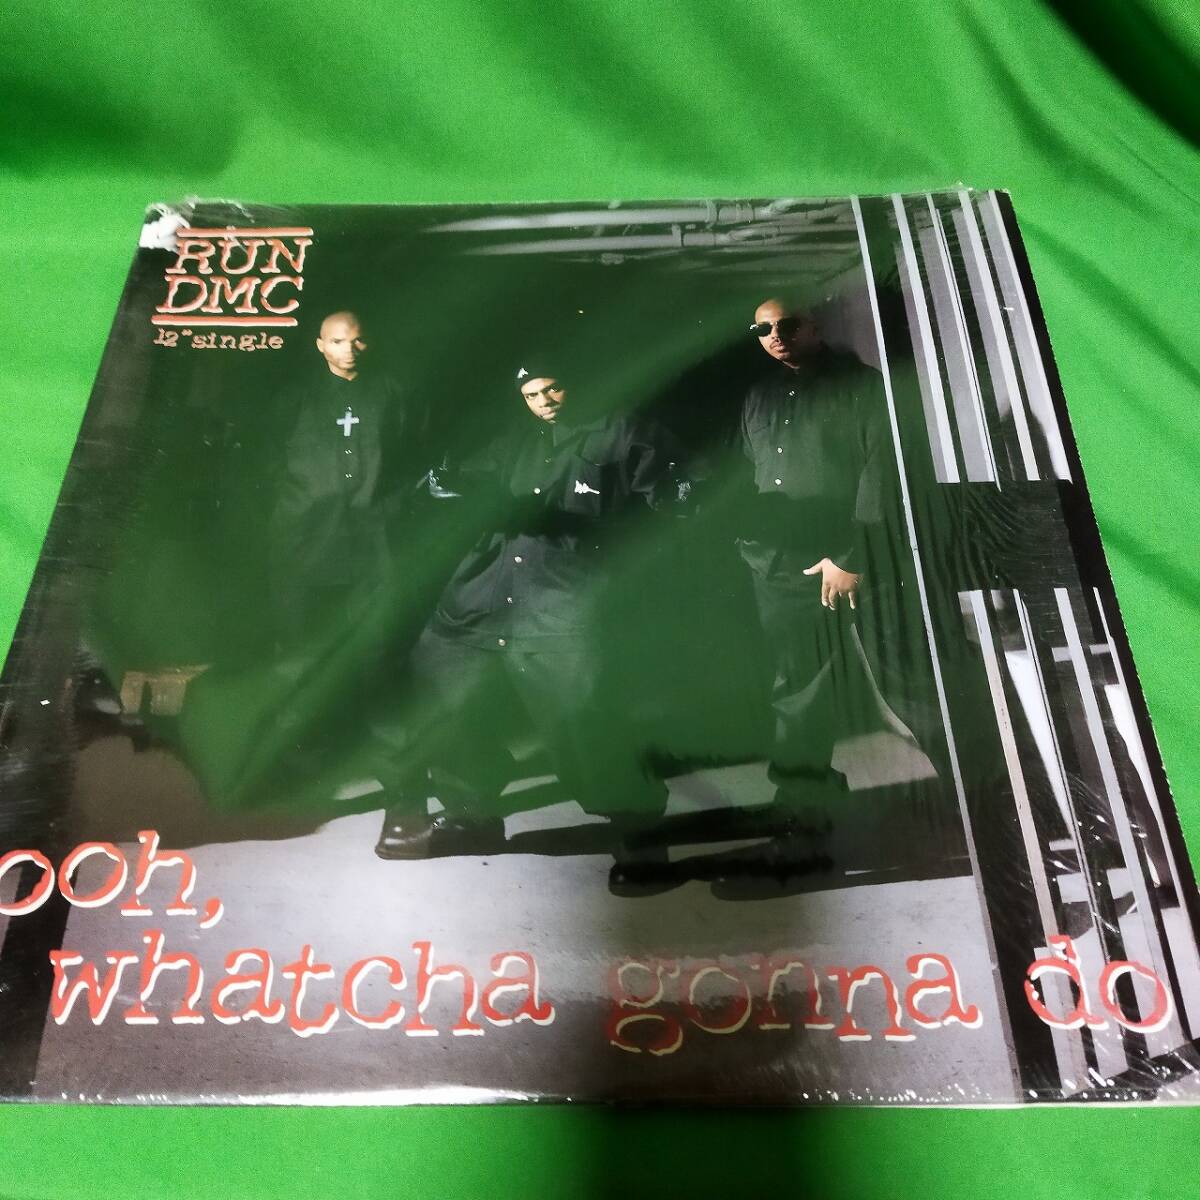 RUN
DMC
12" single
ooh,
whatcha gonna do